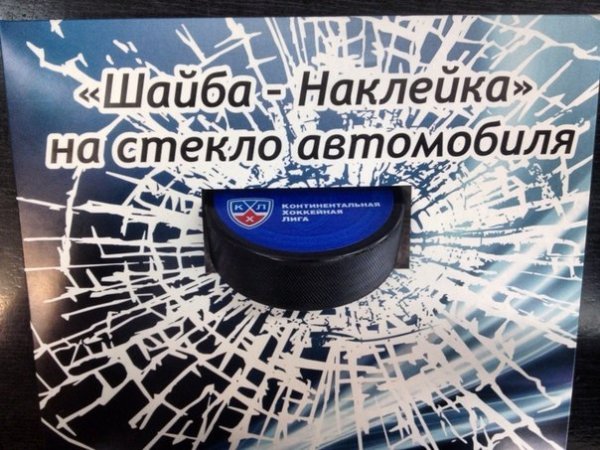 «Шайба - Наклейка»
на стекло автомобиля
КХЛ
КОНТИНЕНТАЛЬНАЯ
ХОККЕЙНАЯ
ЛИГА